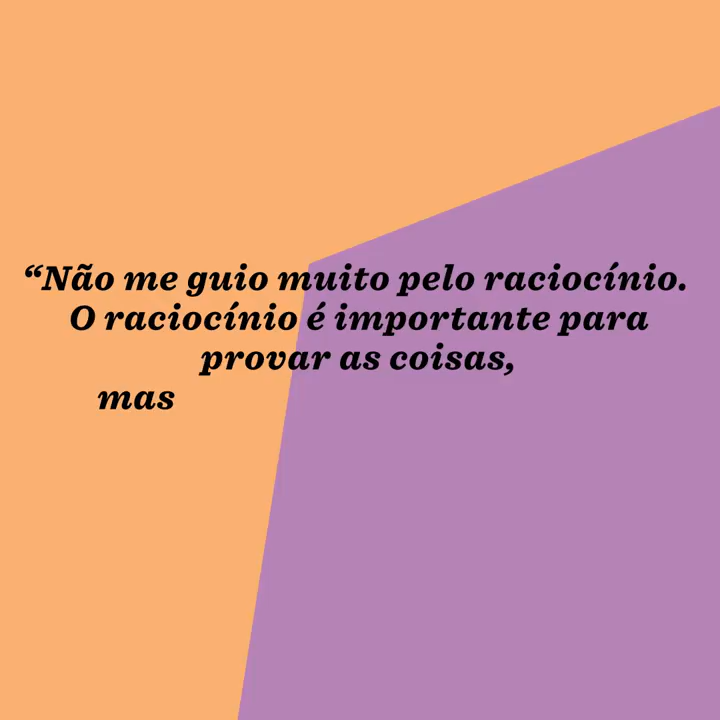 “Não me guio muito pelo raciocínio.
O raciocínio é importante para
provar as coisas,
mas